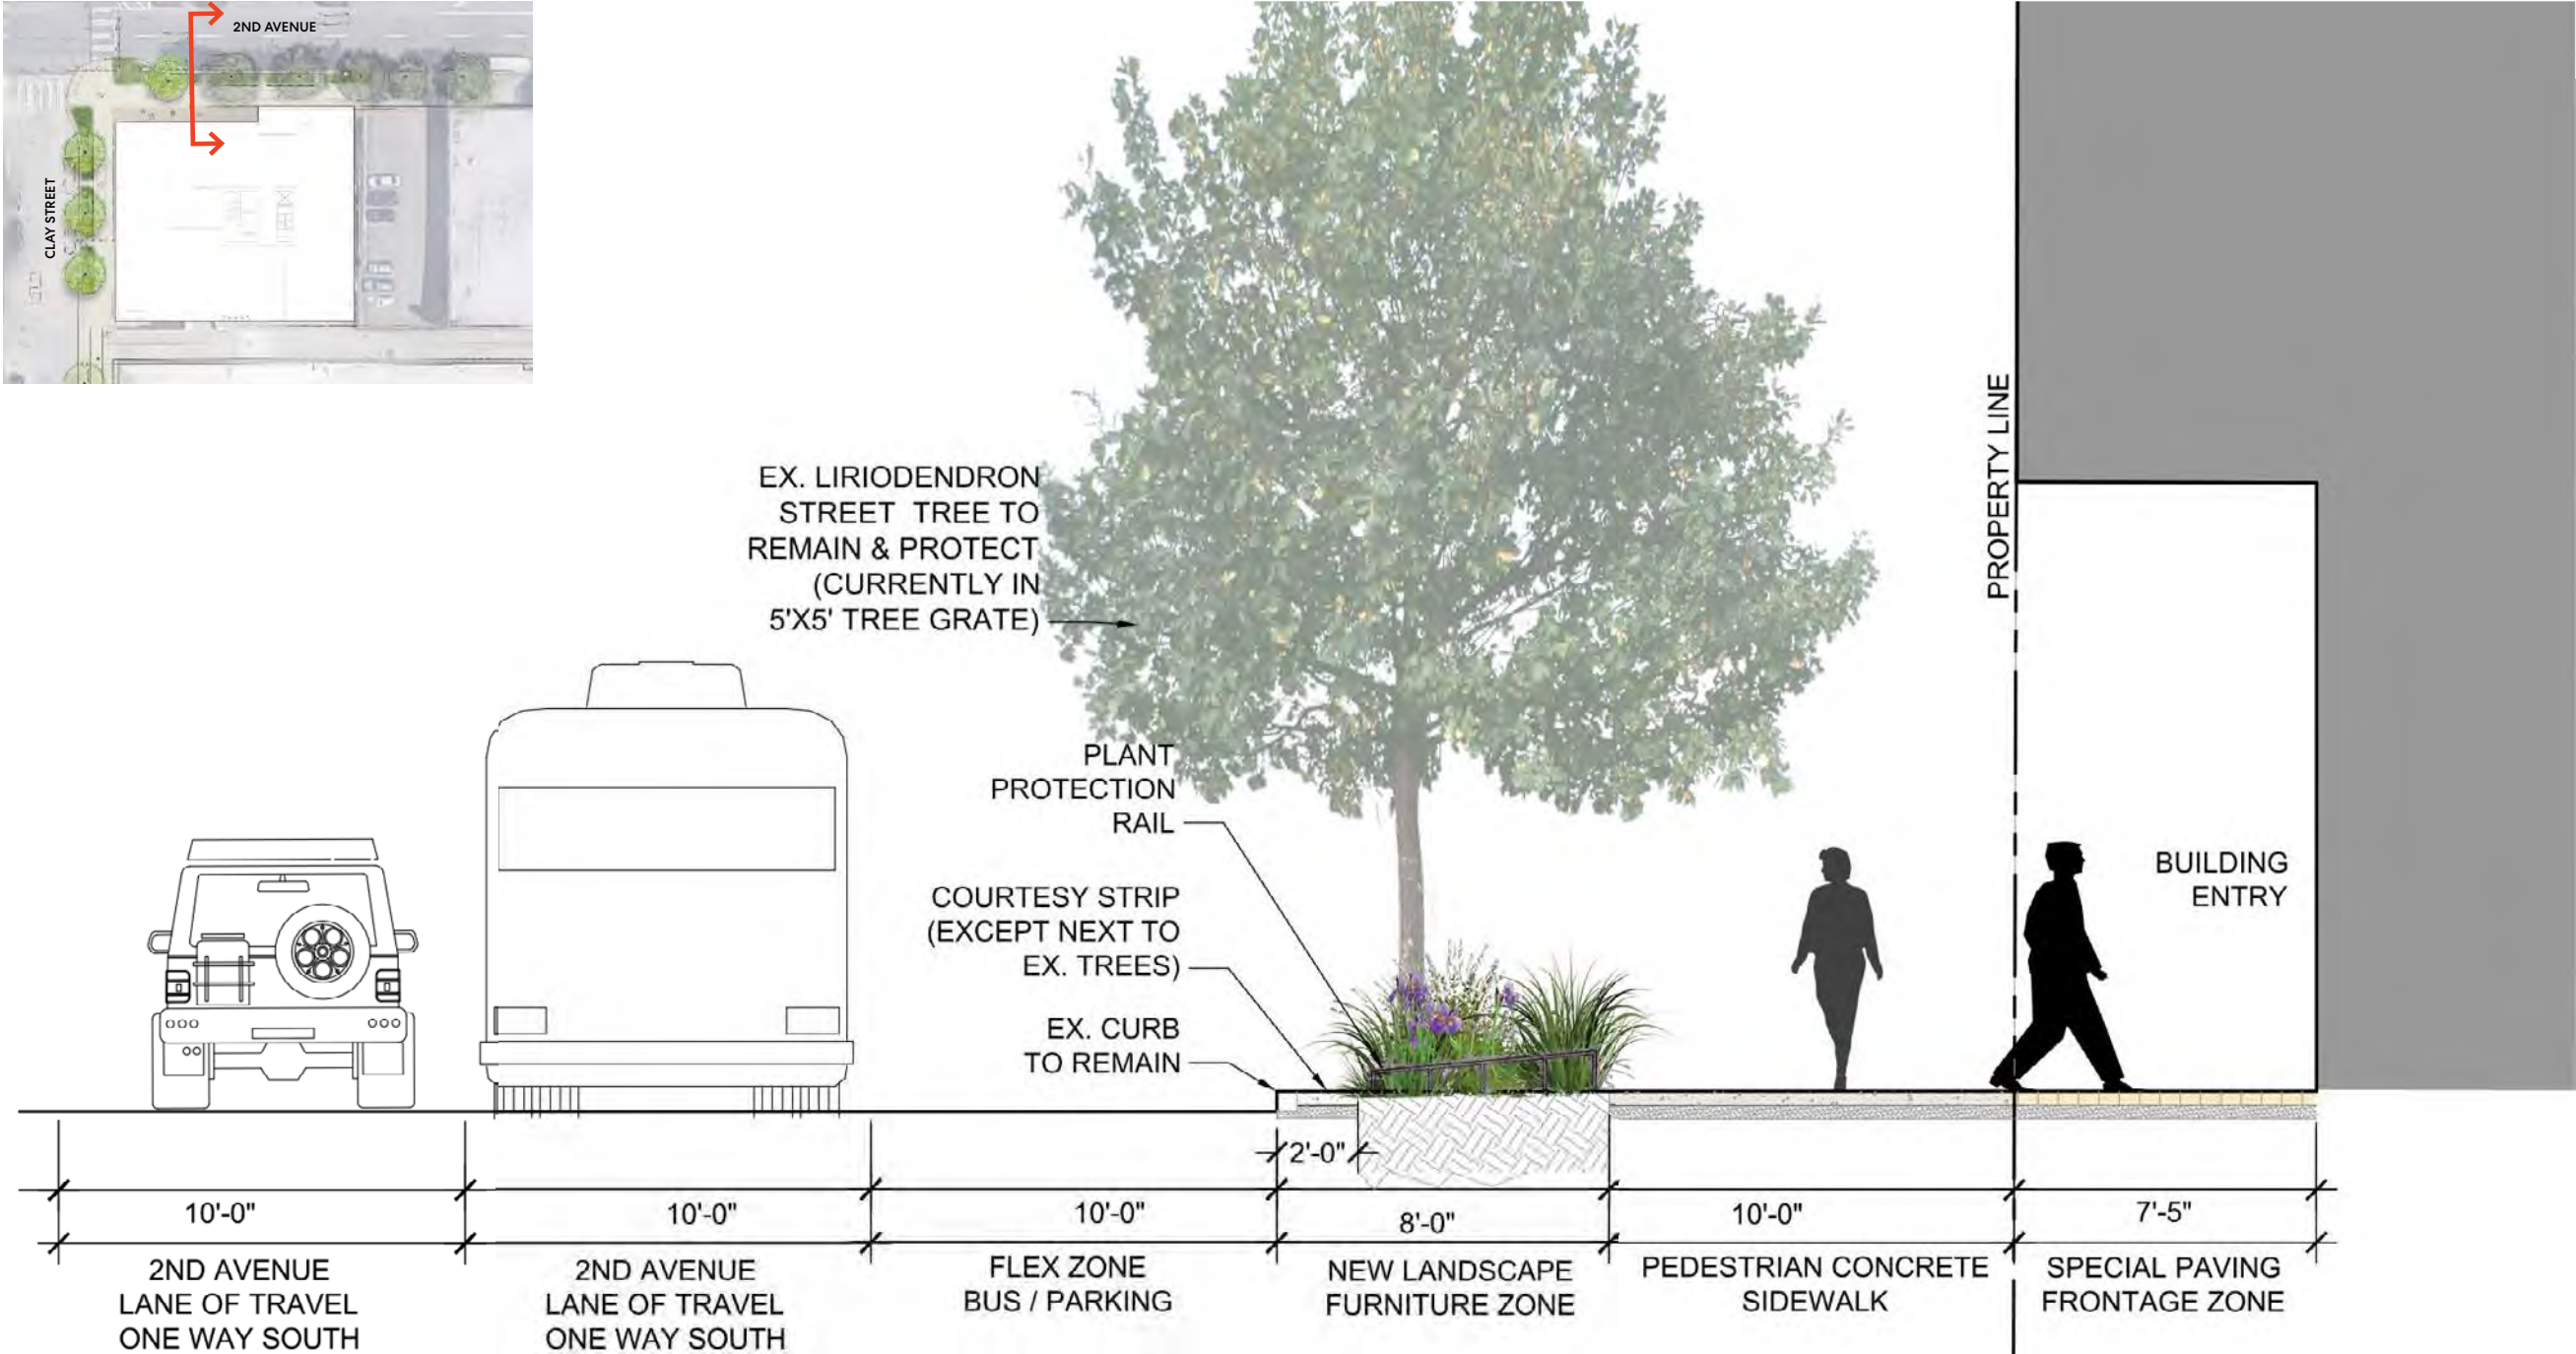 2ND AVENUE
CLAY STREET
EX. LIRIODENDRON
STREET TREE TO
REMAIN & PROTECT
(CURRENTLY IN
5'X5' TREE GRATE)
PROPERTY LINE
PLANT
PROTECTION
RAIL
COURTESY STRIP
(EXCEPT NEXT TO
EX. TREES)
EX. CURB
TO REMAIN
BUILDING
ENTRY
2'-0"
10'-0"
10'-0"
10'-0"
8'-0"
10'-0"
7'-5"
2ND AVENUE
LANE OF TRAVEL
ONE WAY SOUTH
2ND AVENUE
LANE OF TRAVEL
ONE WAY SOUTH
FLEX ZONE
BUS / PARKING
NEW LANDSCAPE
FURNITURE ZONE
PEDESTRIAN CONCRETE
SIDEWALK
SPECIAL PAVING
FRONTAGE ZONE